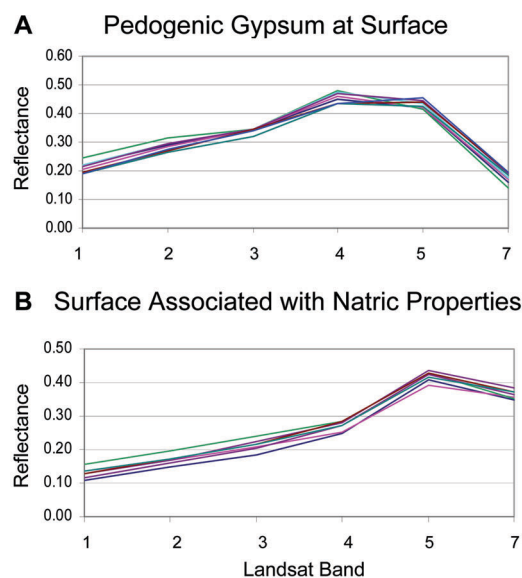 A Pedogenic Gypsum at Surface
Reflectance
0.60
0.50
0.40
0.30
0.20
0.10
0.00
1 2 3 4 5 7
B Surface Associated with Natric Properties
Reflectance
0.50
0.40
0.30
0.20
0.10
0.00
1 2 3 4 5 7
Landsat Band